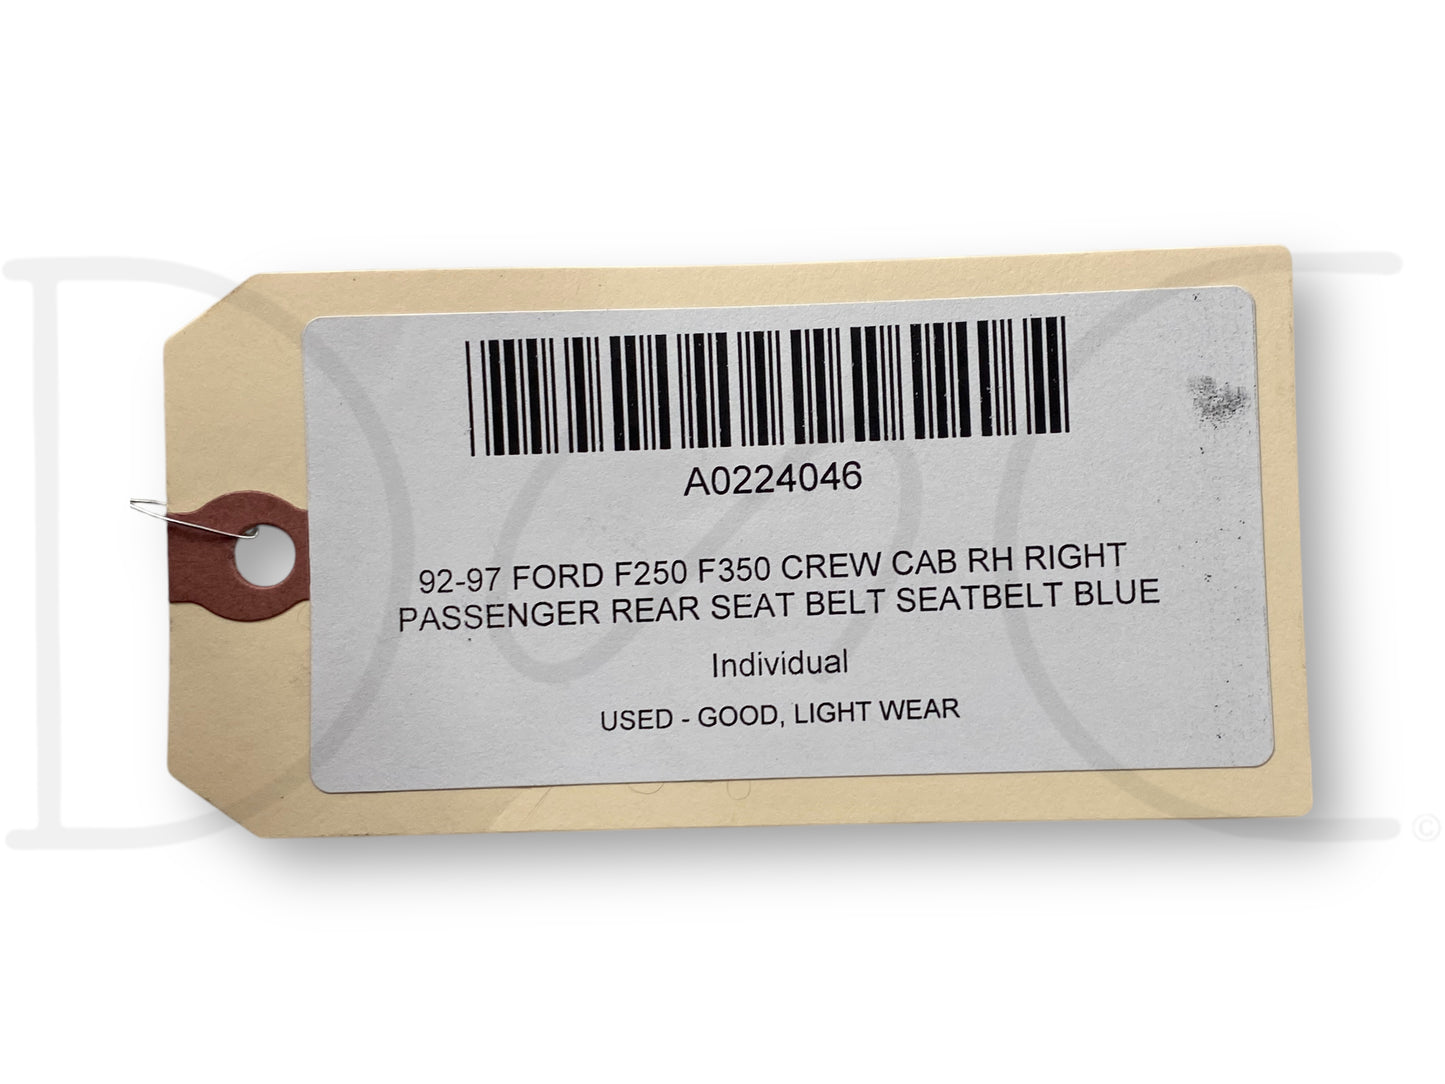 A0224046
92-97 FORD F250 F350 CREW CAB RH RIGHT
PASSENGER REAR SEAT BELT SEATBELT BLUE
Individual
USED - GOOD, LIGHT WEAR
©